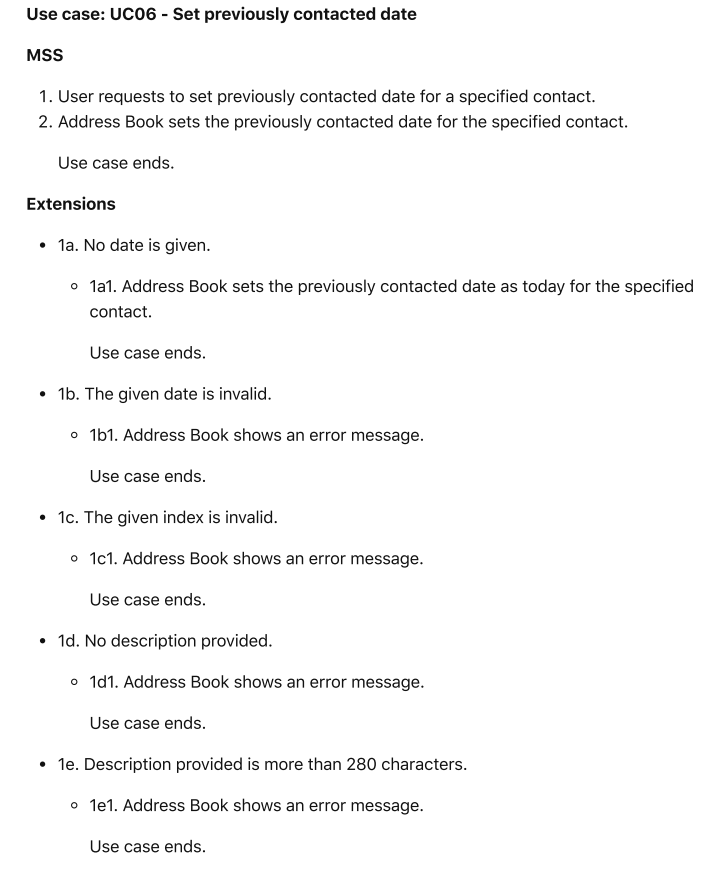 Use case: UC06 - Set previously contacted date
MSS
1. User requests to set previously contacted date for a specified contact.
2. Address Book sets the previously contacted date for the specified contact.
Use case ends.
Extensions
• 1a. No date is given.
◦ 1a1. Address Book sets the previously contacted date as today for the specified
contact.
Use case ends.
• 1b. The given date is invalid.
◦ 1b1. Address Book shows an error message.
Use case ends.
• 1c. The given index is invalid.
◦ 1c1. Address Book shows an error message.
Use case ends.
• 1d. No description provided.
◦ 1d1. Address Book shows an error message.
Use case ends.
• 1e. Description provided is more than 280 characters.
◦ 1e1. Address Book shows an error message.
Use case ends.